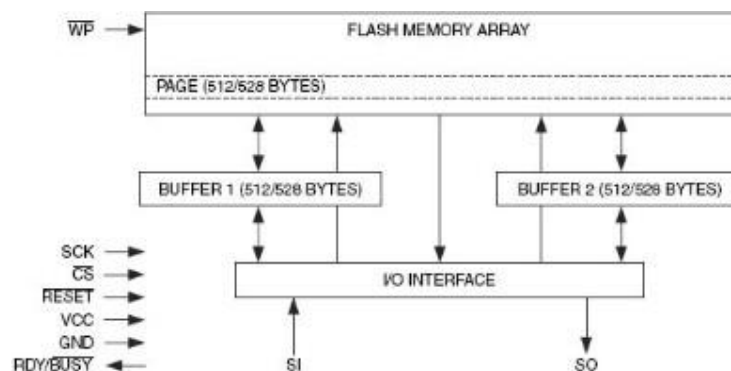 WP
FLASH MEMORY ARRAY
PAGE (512/528 BYTES)
BUFFER 1 (512/528 BYTES)
BUFFER 2 (512/528 BYTES)
SCK
CS
RESET
VCC
GND
RDY/BUSY
I/O INTERFACE
SI
SO